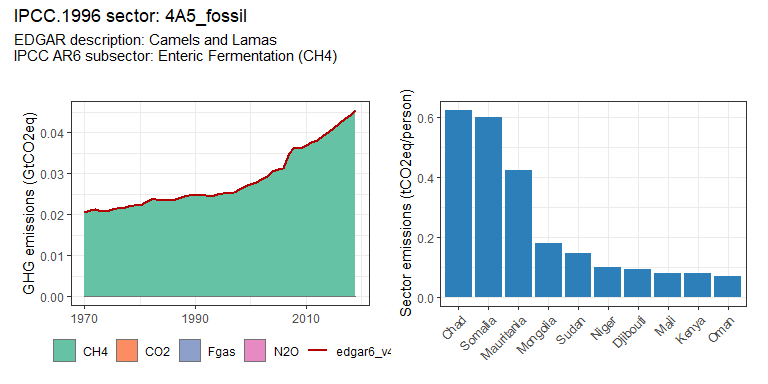 IPCC.1996 sector: 4A5_fossil
EDGAR description: Camels and Lamas
IPCC AR6 subsector: Enteric Fermentation (CH4)
GHG emissions (GtCO2eq)
0.04
0.03
0.02
0.01
0.00
1970
1990
2010
CH4
CO2
Fgas
N2O
edgar6_v4
Sector emissions (tCO2eq/person)
0.6
0.4
0.2
0.0
Chad
Somalia
Mauritania
Mongolia
Sudan
Niger
Djibouti
Mali
Kenya
Oman